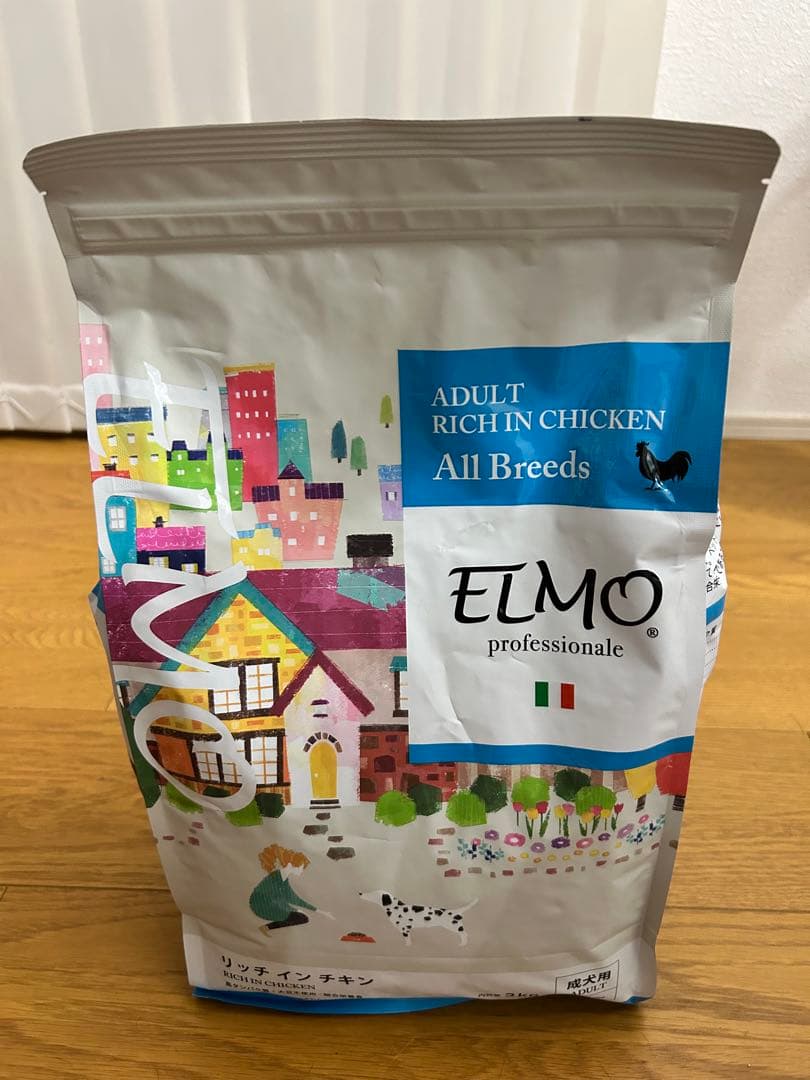 ELMO
ADULT
RICH IN CHICKEN
All Breeds
ELMO®
professionale
リッチ イン チキン
RICH IN CHICKEN
成犬用
ADULT